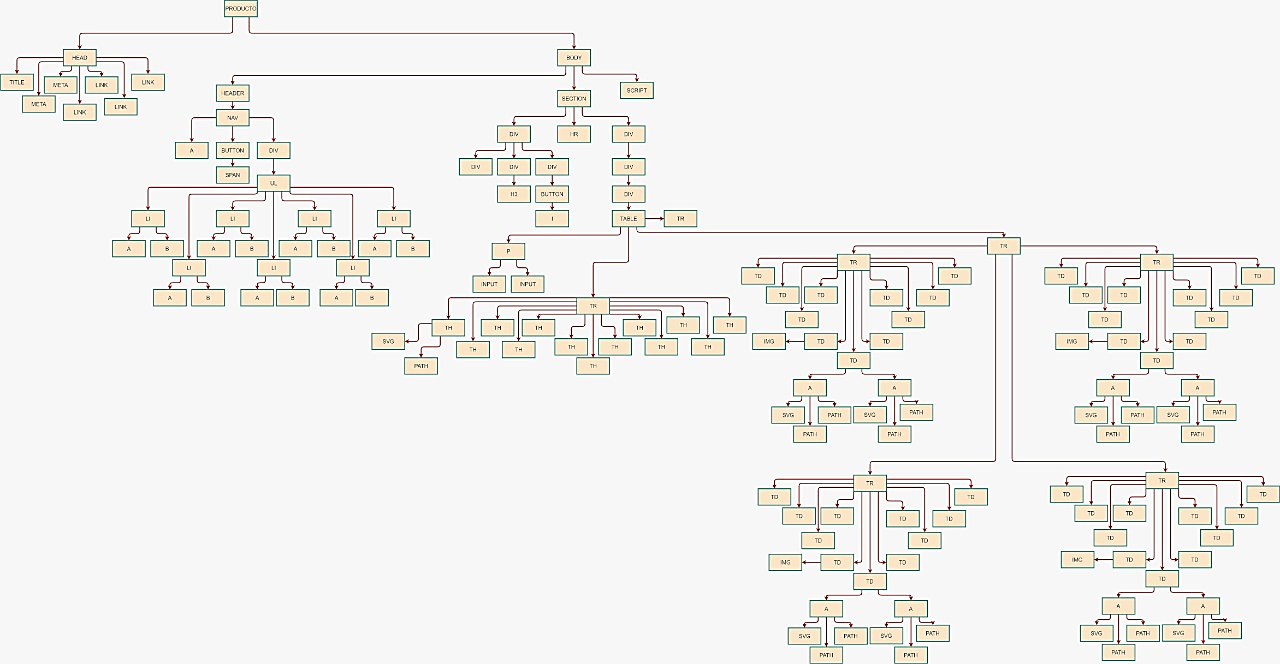 PRODUCTO
HEAD
BODY
TITLE
META
META
LINK
LINK
LINK
LINK
HEADER
SECTION
SCRIPT
NAV
A
BUTTON
DIV
SPAN
UL
LI
LI
LI
LI
A
B
A
B
A
B
A
B
LI
LI
LI
A
B
A
B
A
B
DIV
HR
DIV
DIV
DIV
DIV
DIV
H3
BUTTON
DIV
I
TABLE
TR
P
INPUT
INPUT
TR
TH
TH
TH
TH
TH
TH
TH
TH
TH
TH
TH
TH
TH
SVG
PATH
TR
TR
TD
TD
TD
TD
TD
TD
TD
TD
IMG
TD
TD
TD
A
A
SVG
PATH
SVG
PATH
PATH
PATH
TR
TD
TD
TD
TD
TD
TD
TD
TD
IMG
TD
TD
TD
A
A
SVG
PATH
SVG
PATH
PATH
PATH
TR
TD
TD
TD
TD
TD
TD
TD
TD
IMG
TD
TD
TD
A
A
SVG
PATH
SVG
PATH
PATH
PATH
TR
TD
TD
TD
TD
TD
TD
TD
TD
IMG
TD
TD
TD
A
A
SVG
PATH
SVG
PATH
PATH
PATH